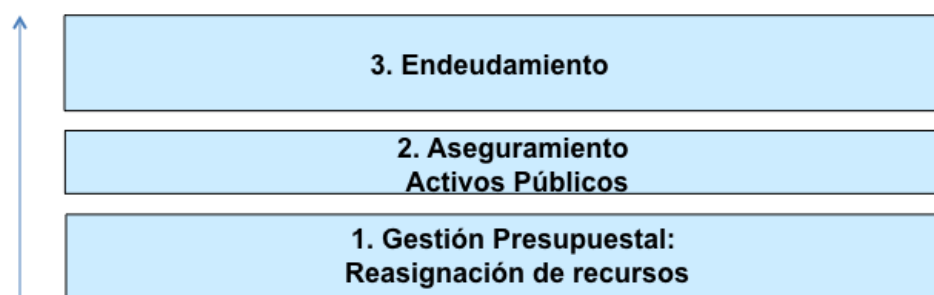 3. Endeudamiento
2. Aseguramiento
Activos Públicos
1. Gestión Presupuestal:
Reasignación de recursos